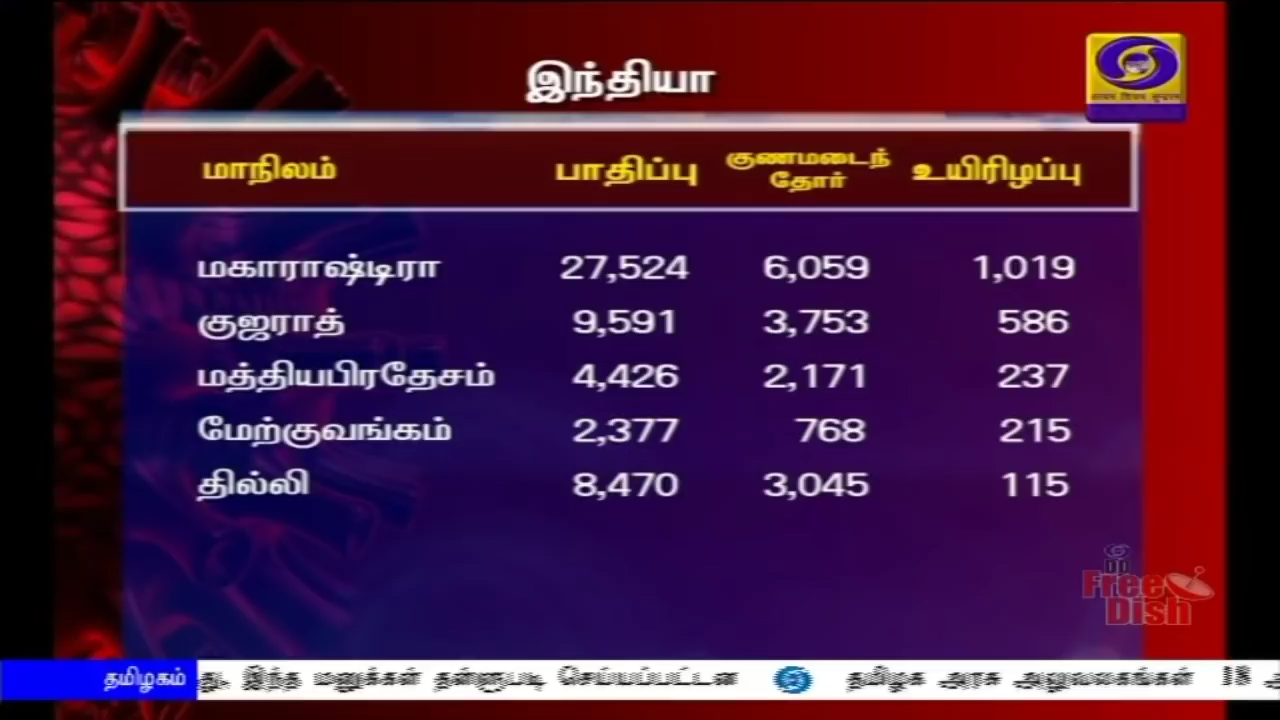 இந்தியா
மாநிலம் பாதிப்பு குணமடைந் தோர் உயிரிழப்பு
மகாராஷ்டிரா 27,524 6,059 1,019
குஜராத் 9,591 3,753 586
மத்தியபிரதேசம் 4,426 2,171 237
மேற்குவங்கம் 2,377 768 215
தில்லி 8,470 3,045 115
DD
Free
Dish
தமிழகம் து. இந்த மனுக்கள் தள்ளுபடி செய்யப்பட்டன தமிழக அரசு அலுவலகங்கள் 18